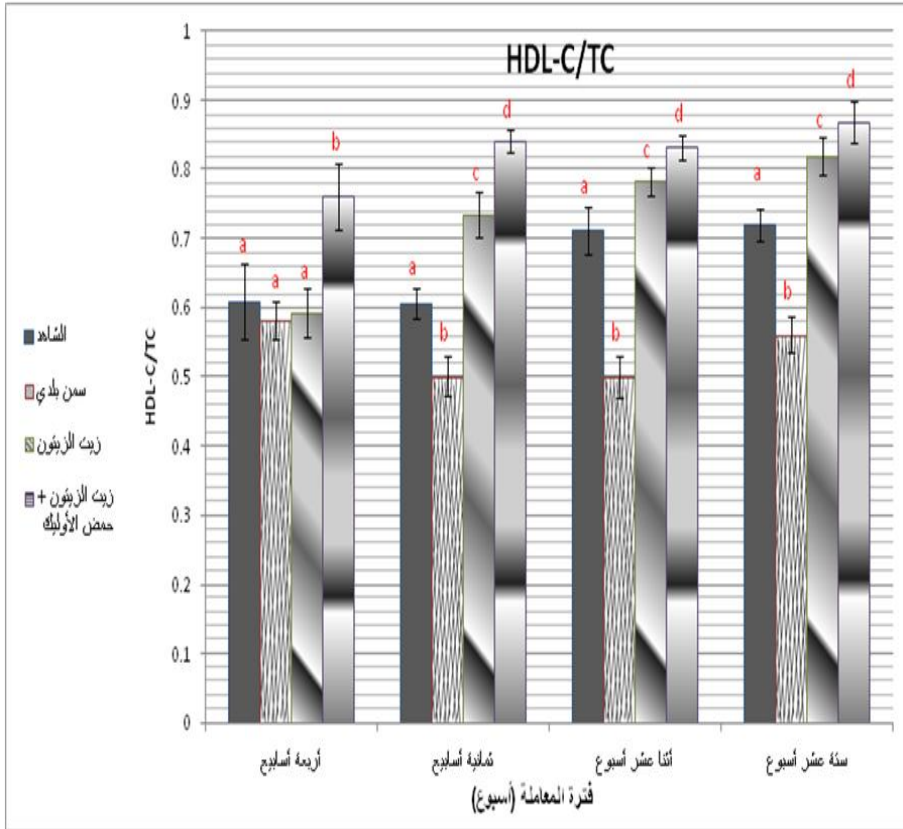 HDL-C/TC
1
0.9
0.8
0.7
0.6
0.5
0.4
0.3
0.2
0.1
0
HDL-C/TC
a
a
a
b
a
b
c
d
a
b
c
d
a
b
c
d
الشاهد
سمن بلدي
زيت الزيتون
زيت الزيتون +
حمض الأوليك
أربعة أسابيع
ثمانية أسابيع
أثنا عشر أسبوع
ستة عشر أسبوع
فترة المعاملة (أسبوع)